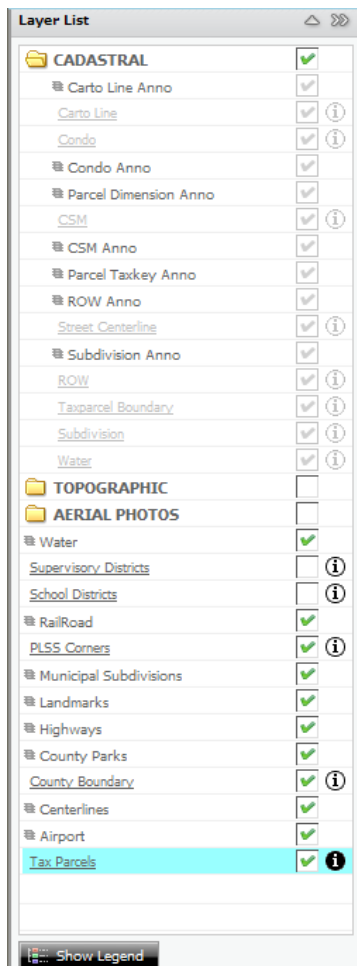 Layer List
CADASTRAL
Carto Line Anno
Carto Line
Condo
Condo Anno
Parcel Dimension Anno
CSM
CSM Anno
Parcel Taxkey Anno
ROW Anno
Street Centerline
Subdivision Anno
ROW
Taxparcel Boundary
Subdivision
Water
TOPOGRAPHIC
AERIAL PHOTOS
Water
Supervisory Districts
School Districts
RailRoad
PLSS Corners
Municipal Subdivisions
Landmarks
Highways
County Parks
County Boundary
Centerlines
Airport
Tax Parcels
Show Legend